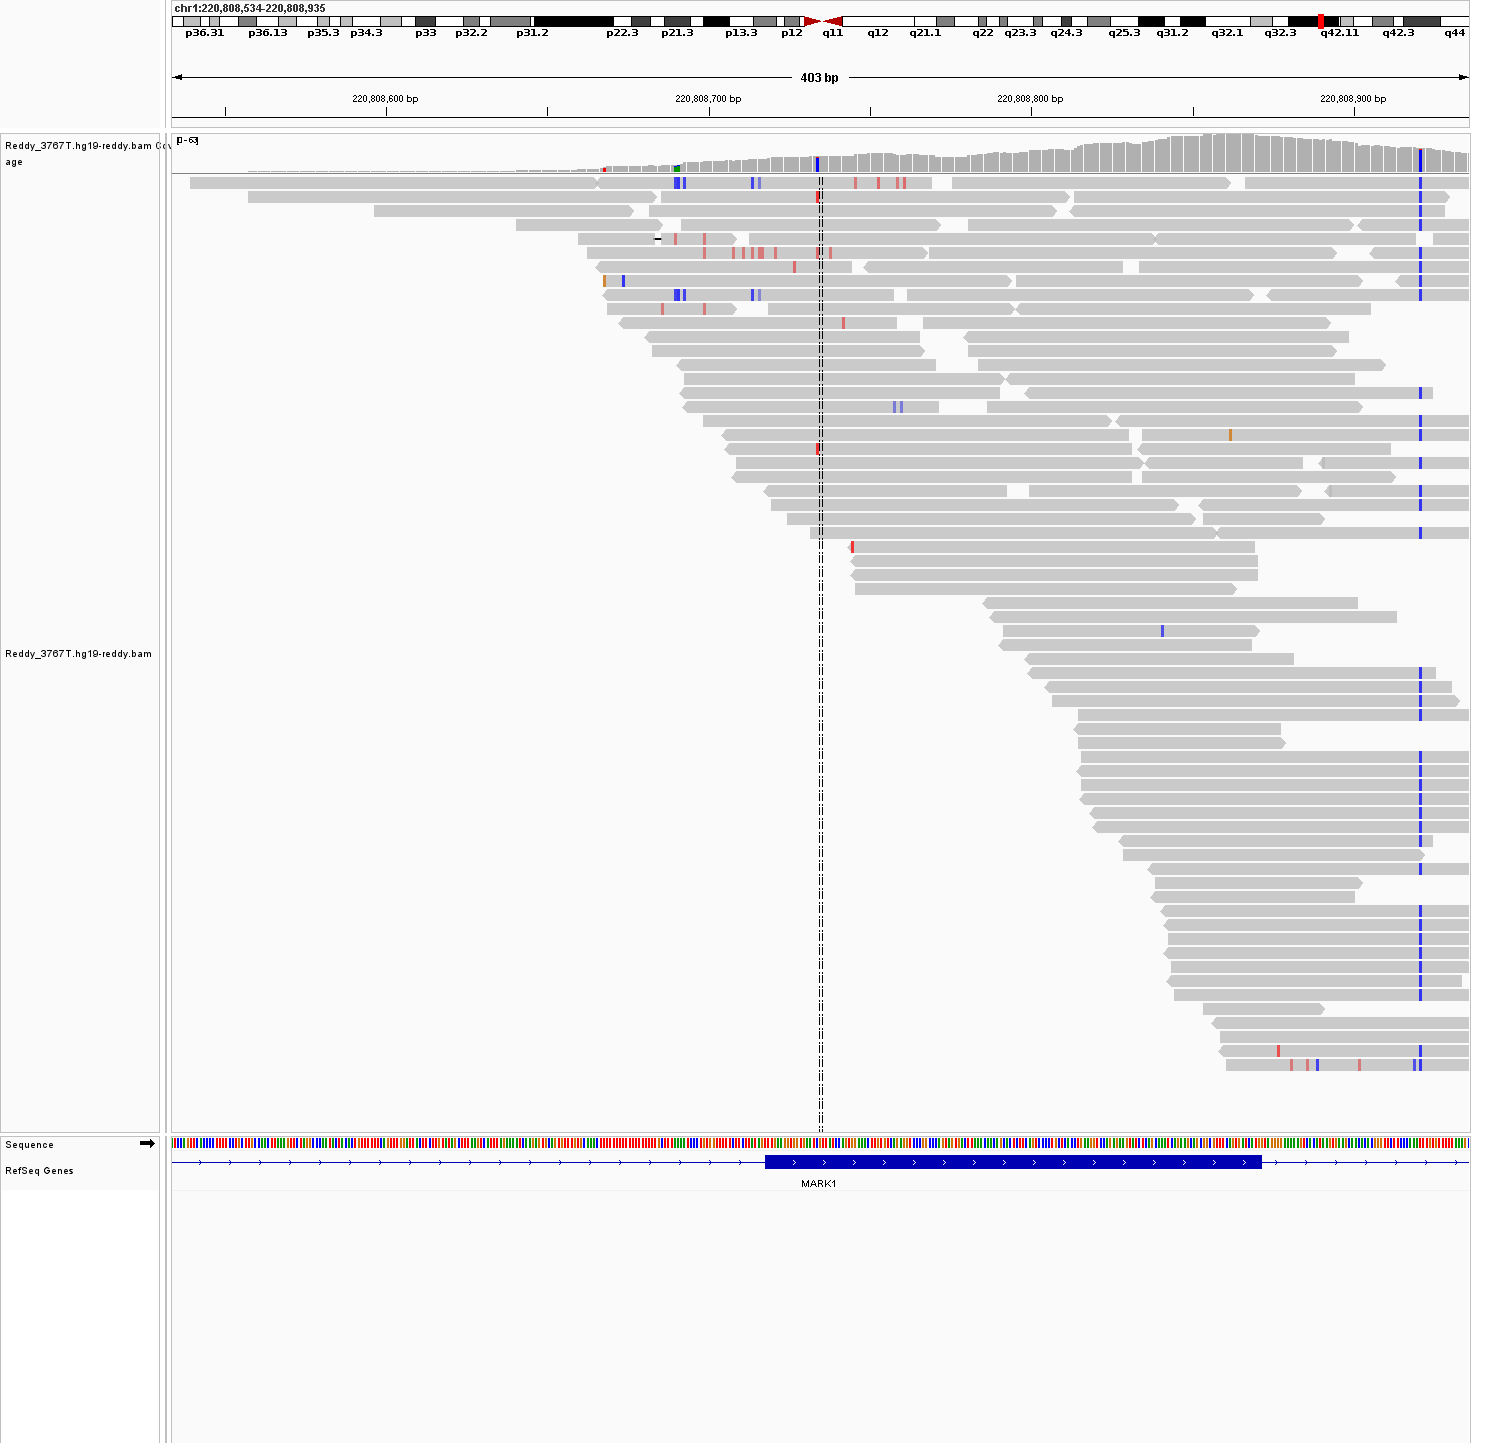 chr1:220,808,534-220,808,935
p36.31 p36.13 p35.3 p34.3 p33 p32.2 p31.2 p22.3 p21.3 p13.3 p12 q11 q12 q21.1 q22 q23.3 q24.3 q25.3 q31.2 q32.1 q32.3 q42.11 q42.3 q44
403 bp
220,808,600 bp 220,808,700 bp 220,808,800 bp 220,808,900 bp
Reddy_3767T.hg19-reddy.bam Cov
age
[0 - 63]
Reddy_3767T.hg19-reddy.bam
Sequence
RefSeq Genes
MARK1